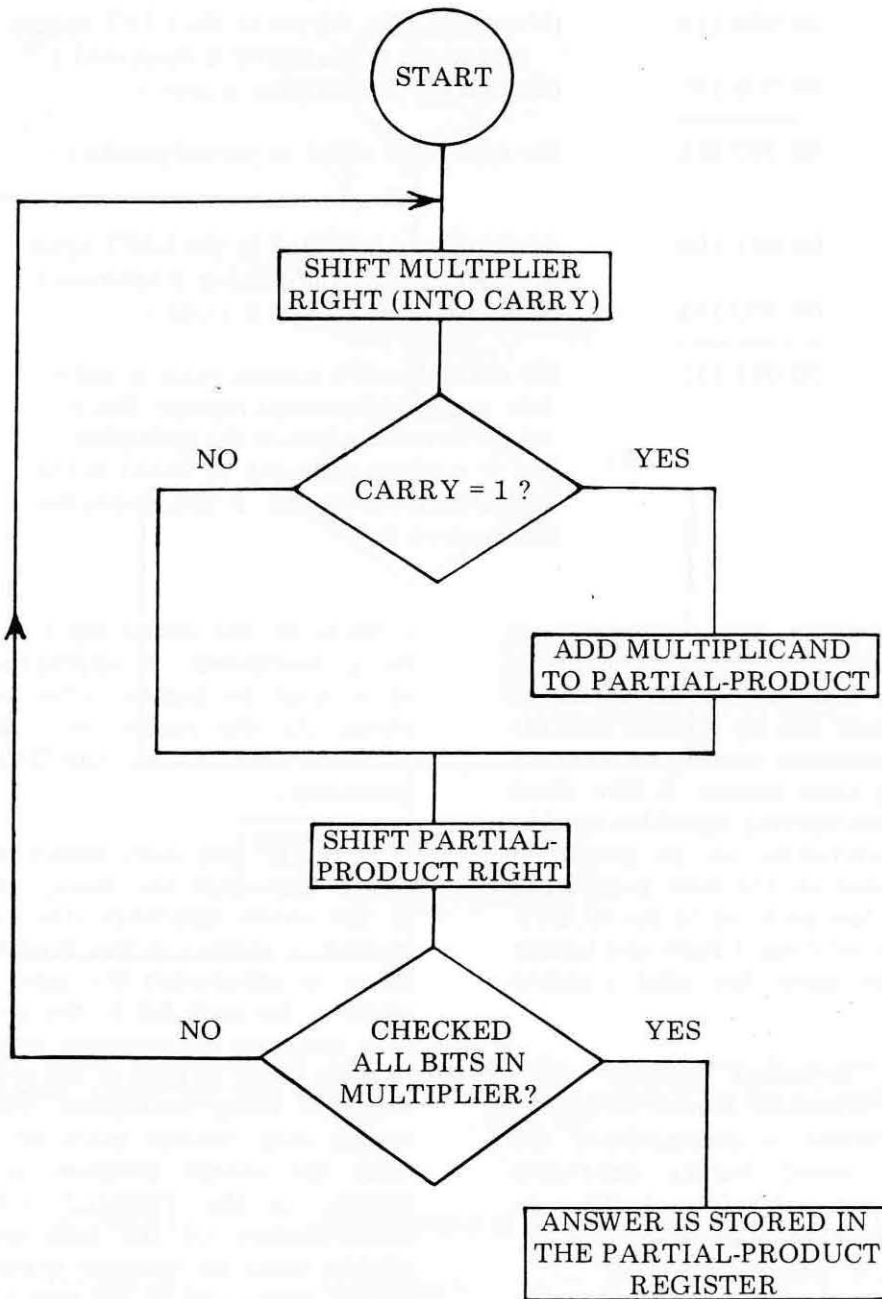 START
SHIFT MULTIPLIER
RIGHT (INTO CARRY)
NO
YES
CARRY = 1 ?
ADD MULTIPLICAND
TO PARTIAL-PRODUCT
SHIFT PARTIAL-
PRODUCT RIGHT
NO
YES
CHECKED
ALL BITS IN
MULTIPLIER?
ANSWER IS STORED IN
THE PARTIAL-PRODUCT
REGISTER